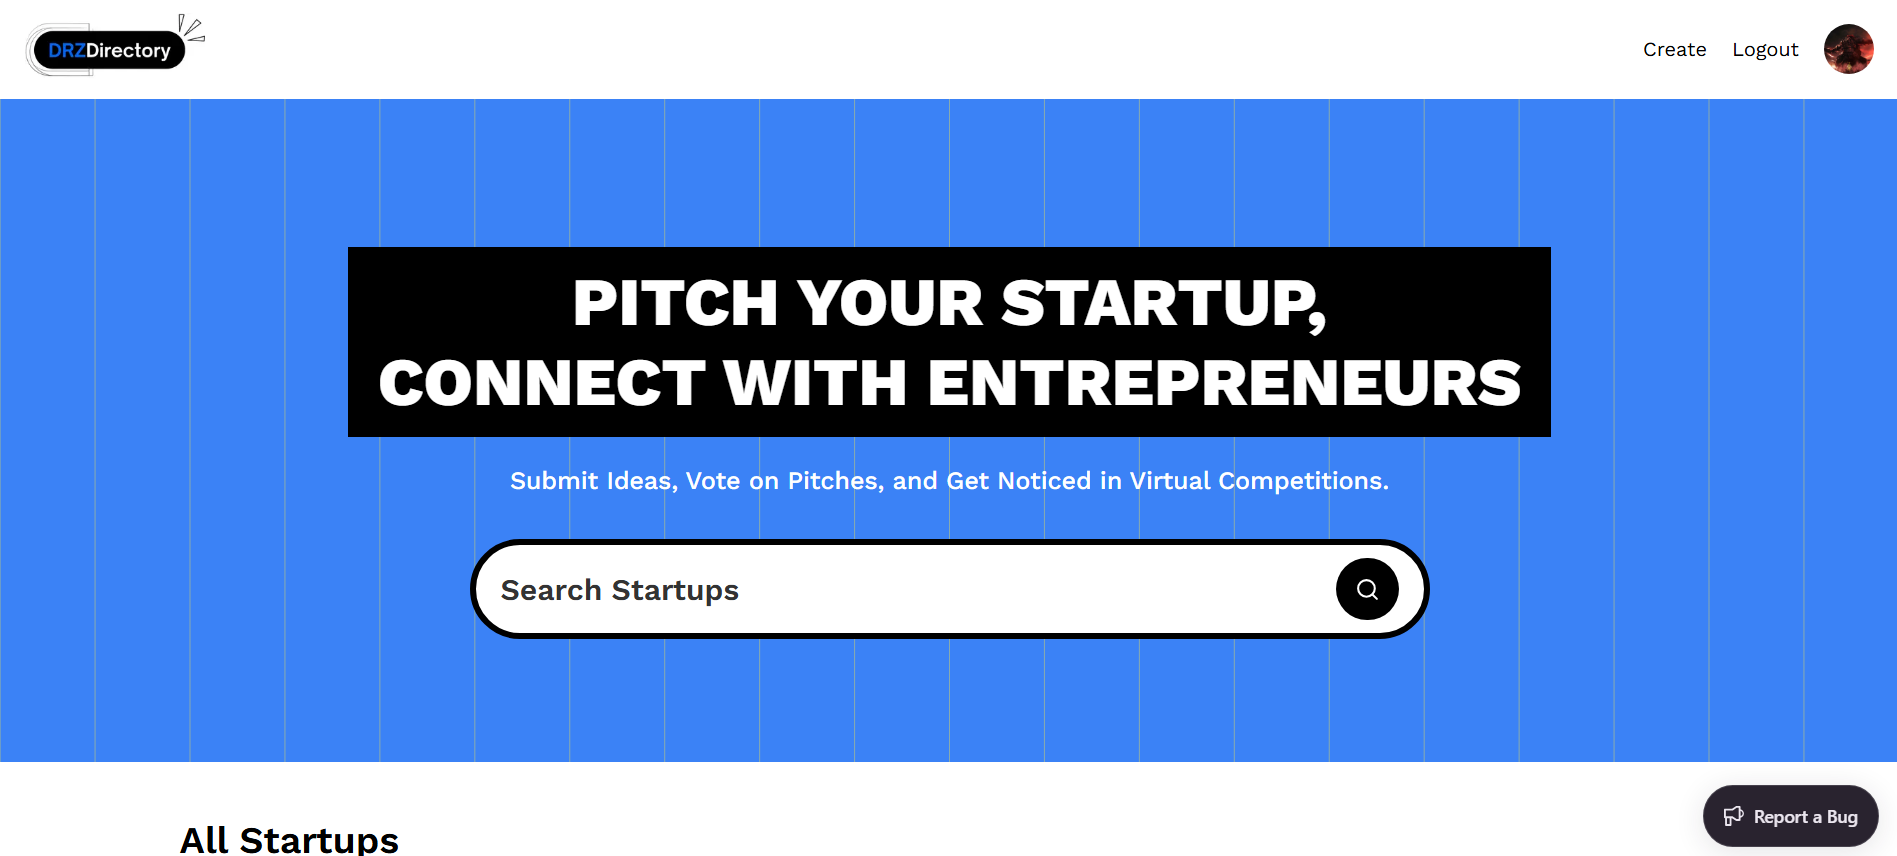 DRZDirectory
Create
Logout
PITCH YOUR STARTUP,
CONNECT WITH ENTREPRENEURS
Submit Ideas, Vote on Pitches, and Get Noticed in Virtual Competitions.
Search Startups
All Startups
Report a Bug